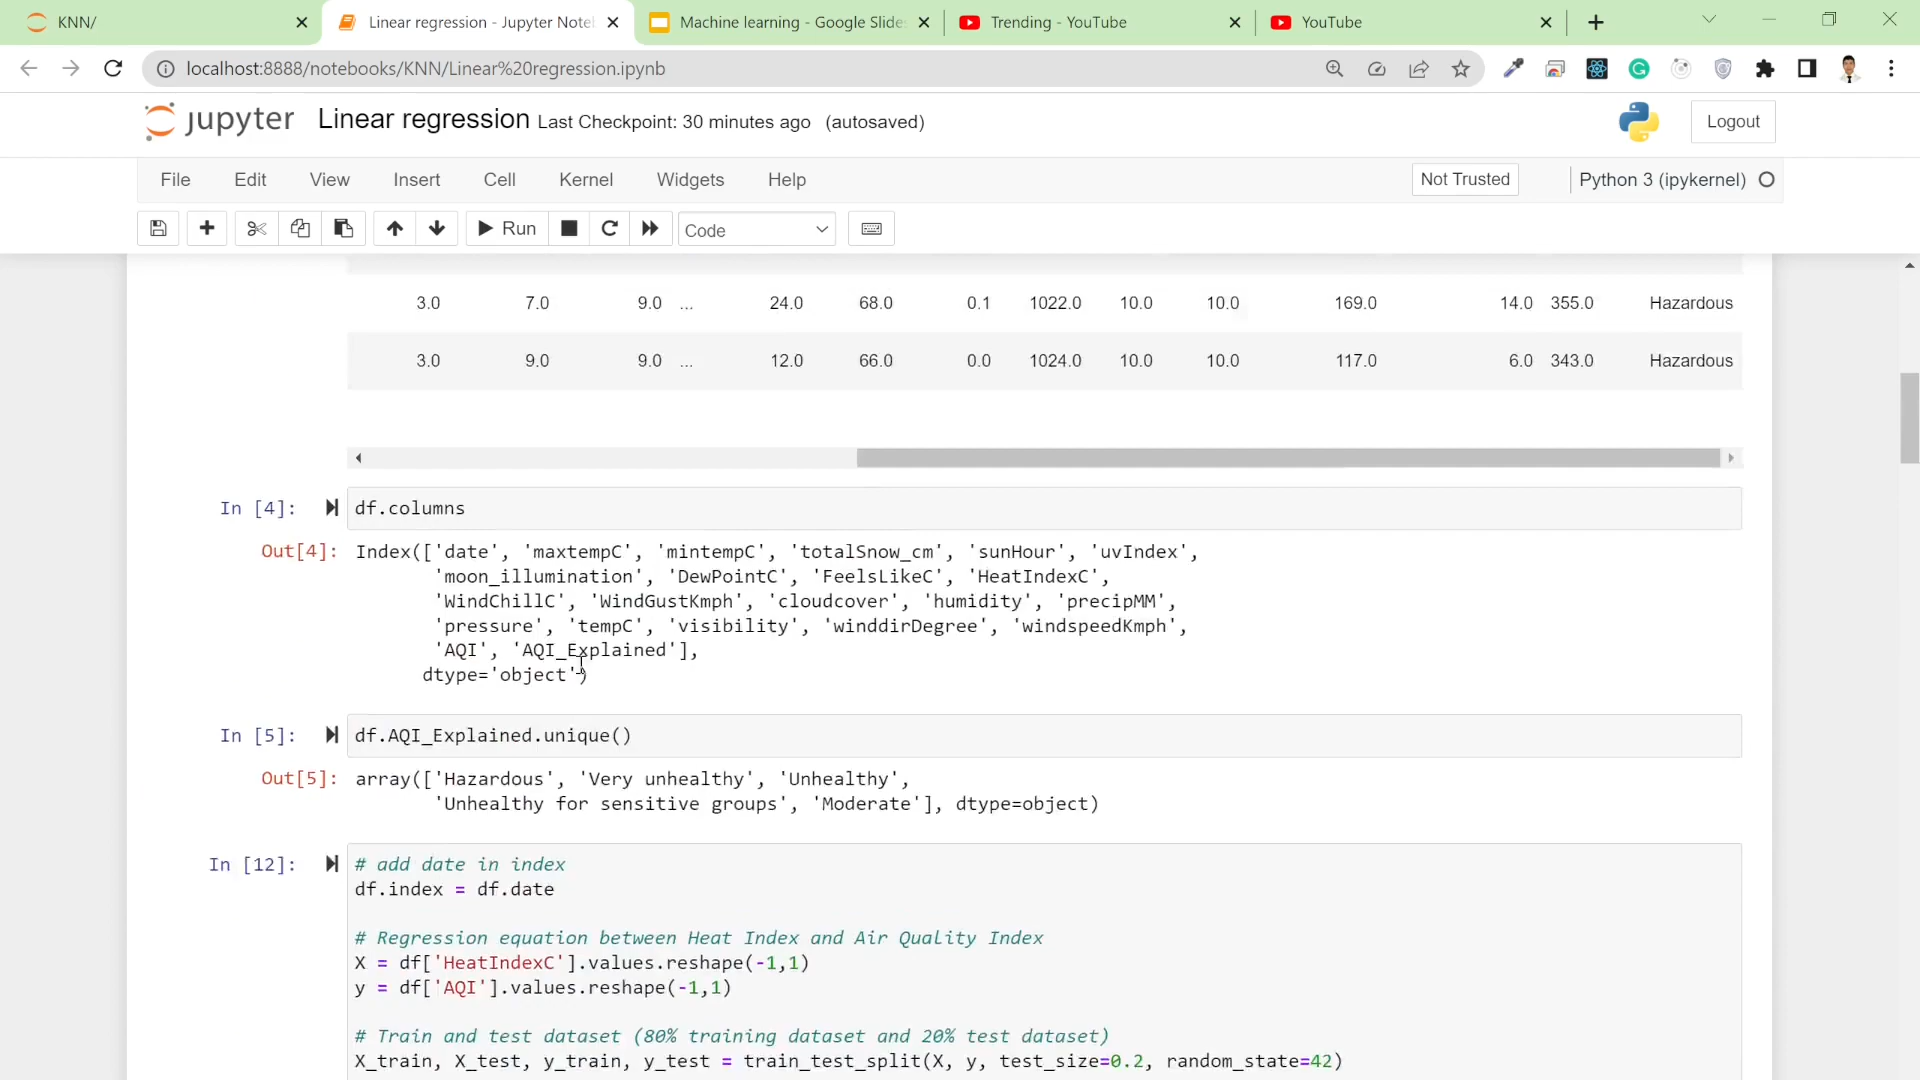 KNN/
Linear regression - Jupyter Note
Machine learning - Google Slide
Trending - YouTube
YouTube
localhost:8888/notebooks/KNN/Linear%20regression.ipynb
jupyter Linear regression Last Checkpoint: 30 minutes ago (autosaved)
Logout
File Edit View Insert Cell Kernel Widgets Help
Not Trusted
Python 3 (ipykernel)
Run
Code
3.0 7.0 9.0 ... 24.0 68.0 0.1 1022.0 10.0 10.0 169.0 14.0 355.0 Hazardous
3.0 9.0 9.0 ... 12.0 66.0 0.0 1024.0 10.0 10.0 117.0 6.0 343.0 Hazardous
In [4]: df.columns
Out[4]: Index(['date', 'maxtempC', 'mintempC', 'totalSnow_cm', 'sunHour', 'uvIndex',
'moon_illumination', 'DewPointC', 'FeelsLikeC', 'HeatIndexC',
'WindChillC', 'WindGustKmph', 'cloudcover', 'humidity', 'precipMM',
'pressure', 'tempC', 'visibility', 'winddirDegree', 'windspeedKmph',
'AQI', 'AQI_Explained'],
dtype='object')
In [5]: df.AQI_Explained.unique()
Out[5]: array(['Hazardous', 'Very unhealthy', 'Unhealthy',
'Unhealthy for sensitive groups', 'Moderate'], dtype=object)
In [12]: # add date in index
df.index = df.date
# Regression equation between Heat Index and Air Quality Index
X = df['HeatIndexC'].values.reshape(-1,1)
y = df['AQI'].values.reshape(-1,1)
# Train and test dataset (80% training dataset and 20% test dataset)
X_train, X_test, y_train, y_test = train_test_split(X, y, test_size=0.2, random_state=42)